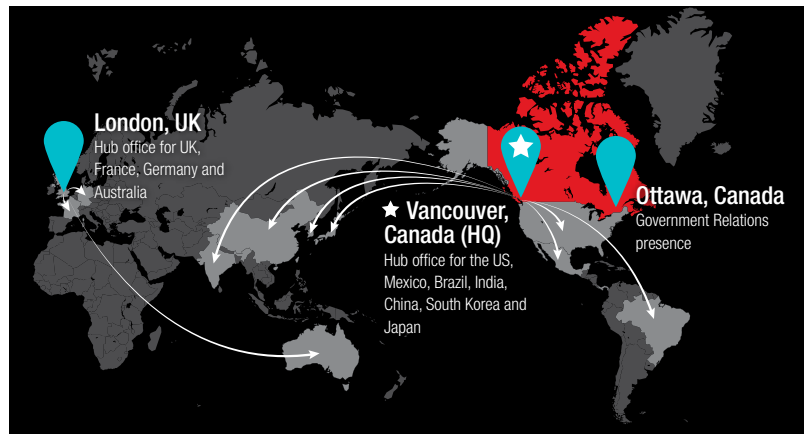 London, UK
Hub office for UK,
France, Germany and
Australia
Vancouver,
Canada (HQ)
Hub office for the US,
Mexico, Brazil, India,
China, South Korea and
Japan
Ottawa, Canada
Government Relations
presence